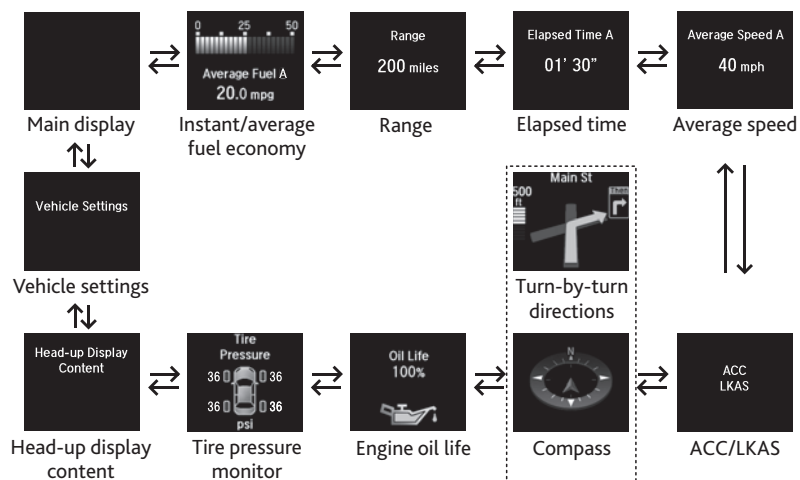 0 25 50
Average Fuel A
20.0 mpg
Range
200 miles
Elapsed Time A
01' 30"
Average Speed A
40 mph
Main display
Instant/average
fuel economy
Range
Elapsed time
Average speed
Vehicle Settings
Main St
500
ft
Then
Vehicle settings
Turn-by-turn
directions
Head-up Display
Content
Tire
Pressure
36 36
36 36
psi
Oil Life
100%
N
ACC
LKAS
Head-up display
content
Tire pressure
monitor
Engine oil life
Compass
ACC/LKAS